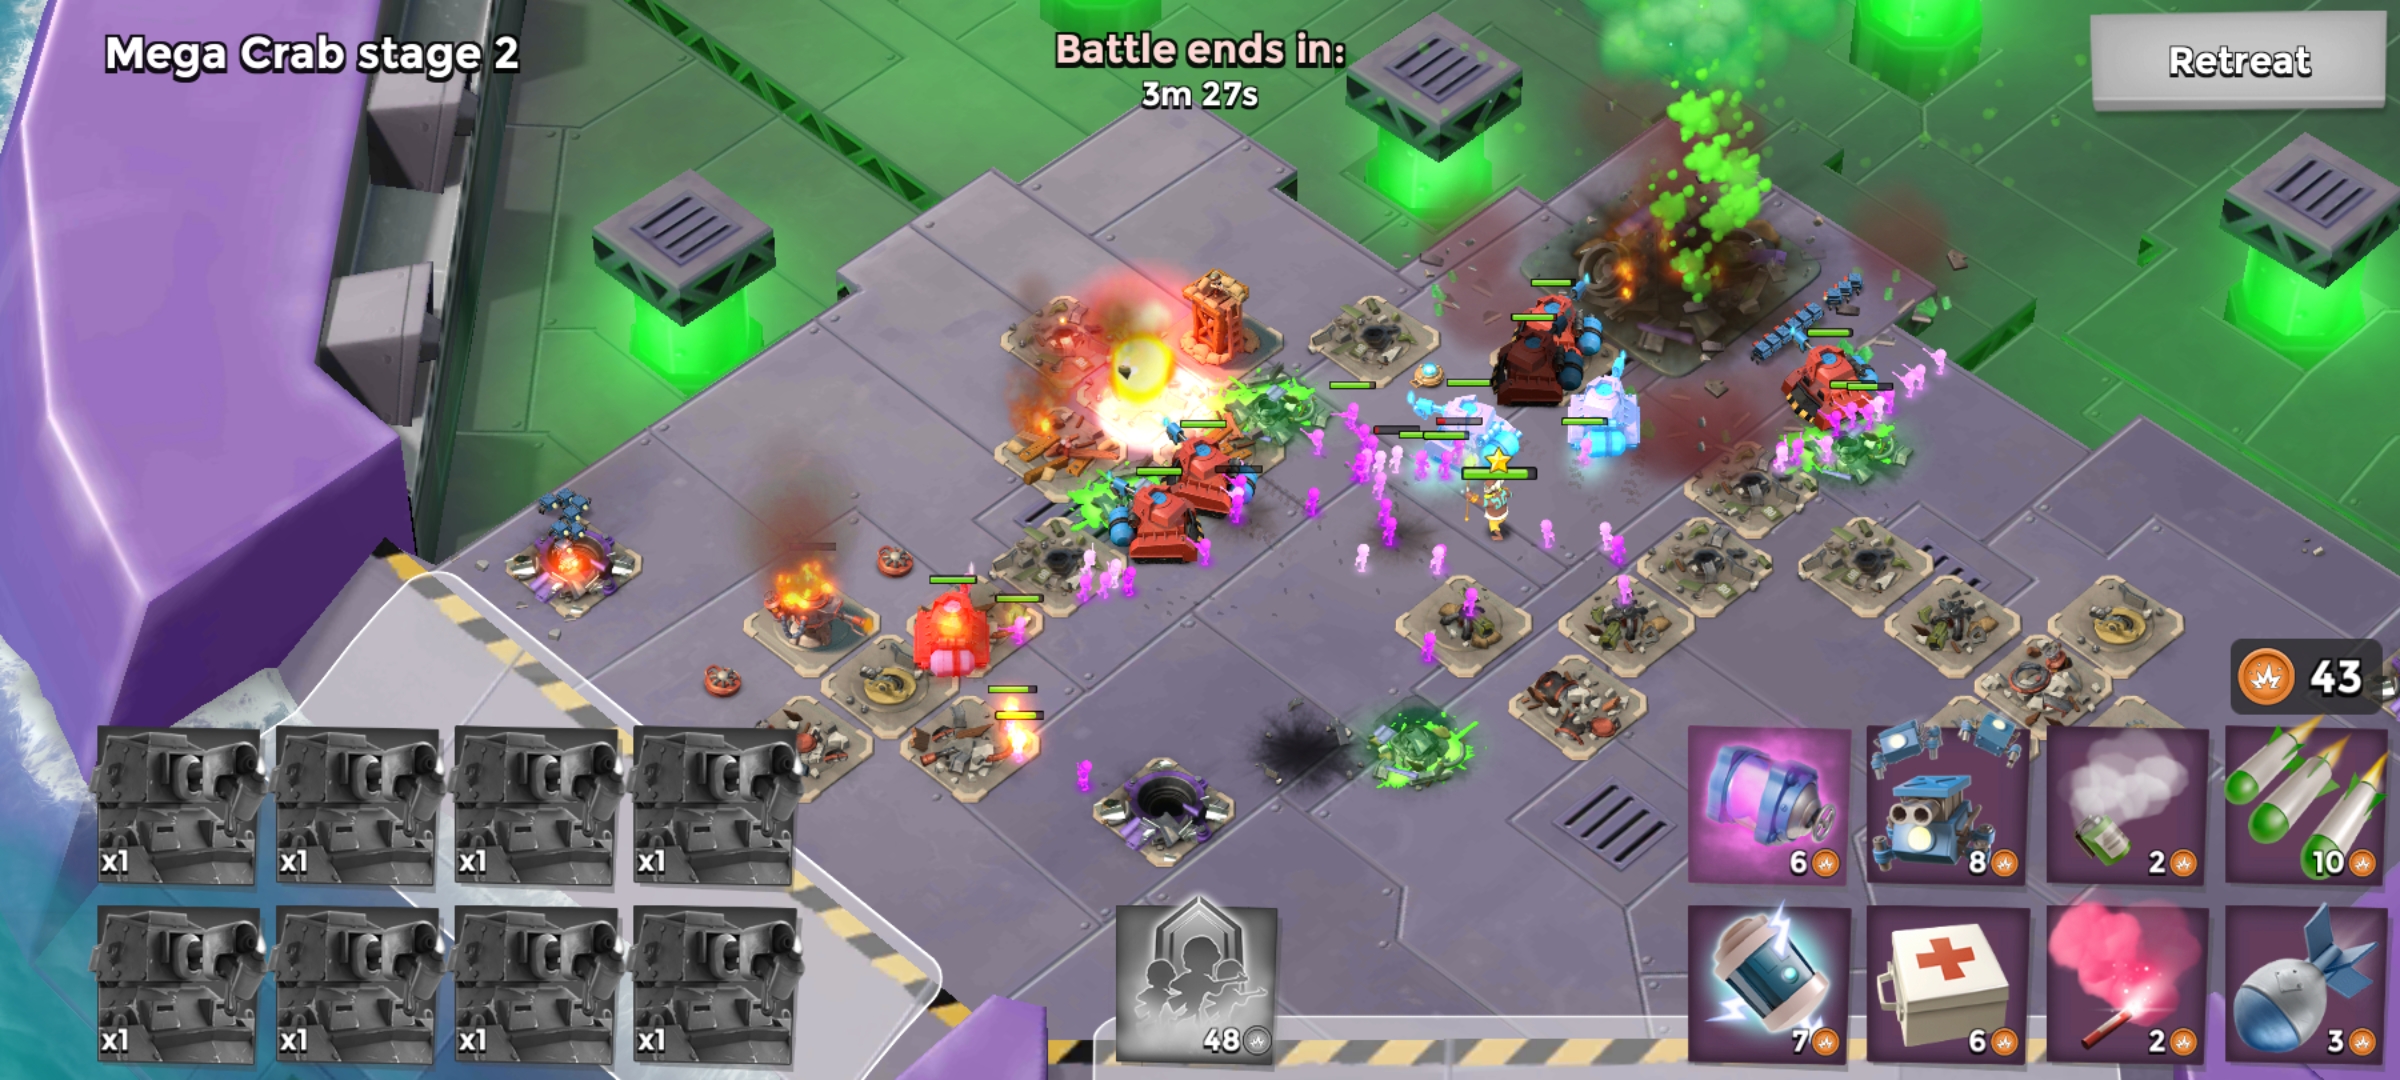 Mega Crab stage 2
Battle ends in:
3m 27s
Retreat
43
x1
x1
x1
x1
6
8
2
10
x1
x1
x1
x1
48
7
6
2
3